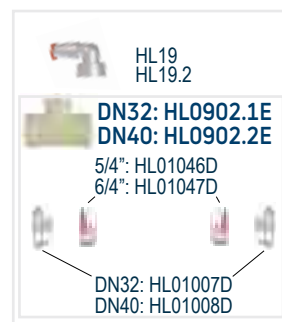 HL19
HL19.2
DN32: HL0902.1E
DN40: HL0902.2E
5/4”: HL01046D
6/4”: HL01047D
DN32: HL01007D
DN40: HL01008D